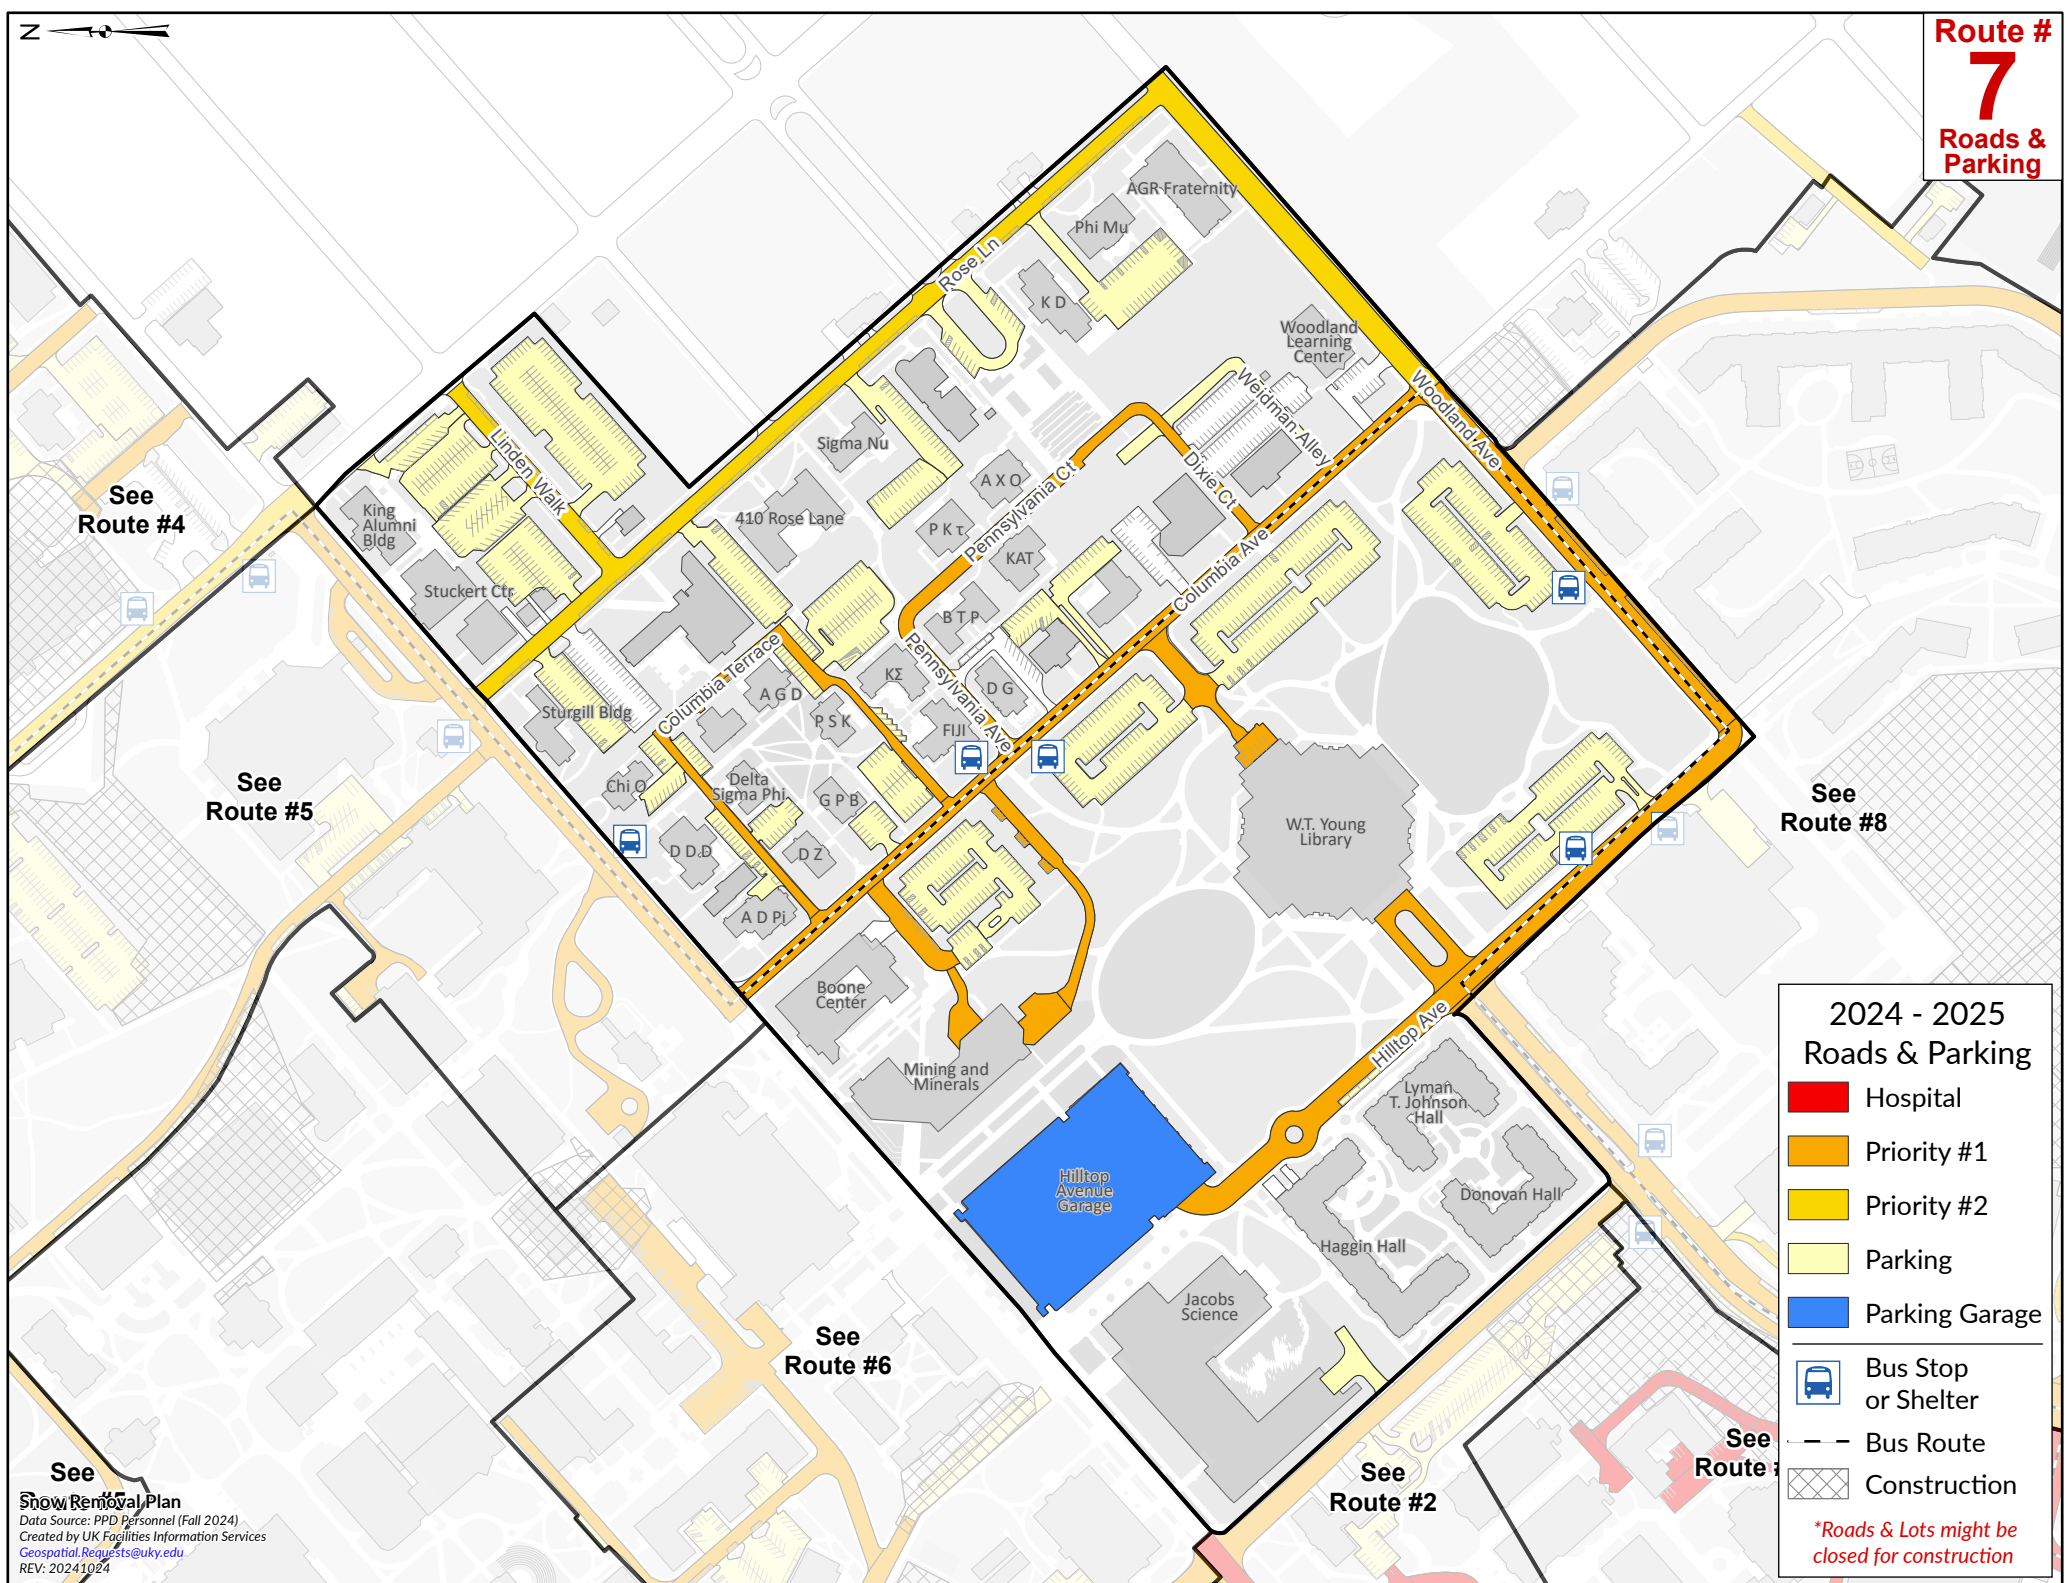 N
Route #
7
Roads &
Parking
AGR Fraternity
Phi Mu
Rose Ln
K D
Woodland
Learning
Center
Weidman Alley
Woodland Ave
Linden Walk
Sigma Nu
410 Rose Lane
A X O
P K τ
Pennsylvania Ct
KAT
Dixie Ct
Columbia Ave
See
Route #4
King
Alumni
Bldg
Stuckert Ctr
B T P
Pennsylvania Ave
Columbia Terrace
KΣ
D G
A G D
P S K
FIJI
Sturgill Bldg
Chi O
Delta
Sigma Phi
G P B
D D D
D Z
A D Pi
See
Route #5
W.T. Young
Library
See
Route #8
Boone
Center
Mining and
Minerals
Hilltop Ave
Lyman
T. Johnson
Hall
Hilltop
Avenue
Garage
Donovan Hall
Haggin Hall
Jacobs
Science
See
Route #6
See
Route #2
See
Route
See
Route #5
Snow Removal Plan
Data Source: PPD Personnel (Fall 2024)
Created by UK Facilities Information Services
Geospatial.Requests@uky.edu
REV: 20241024
2024 - 2025
Roads & Parking
Hospital
Priority #1
Priority #2
Parking
Parking Garage
Bus Stop
or Shelter
Bus Route
Construction
*Roads & Lots might be
closed for construction